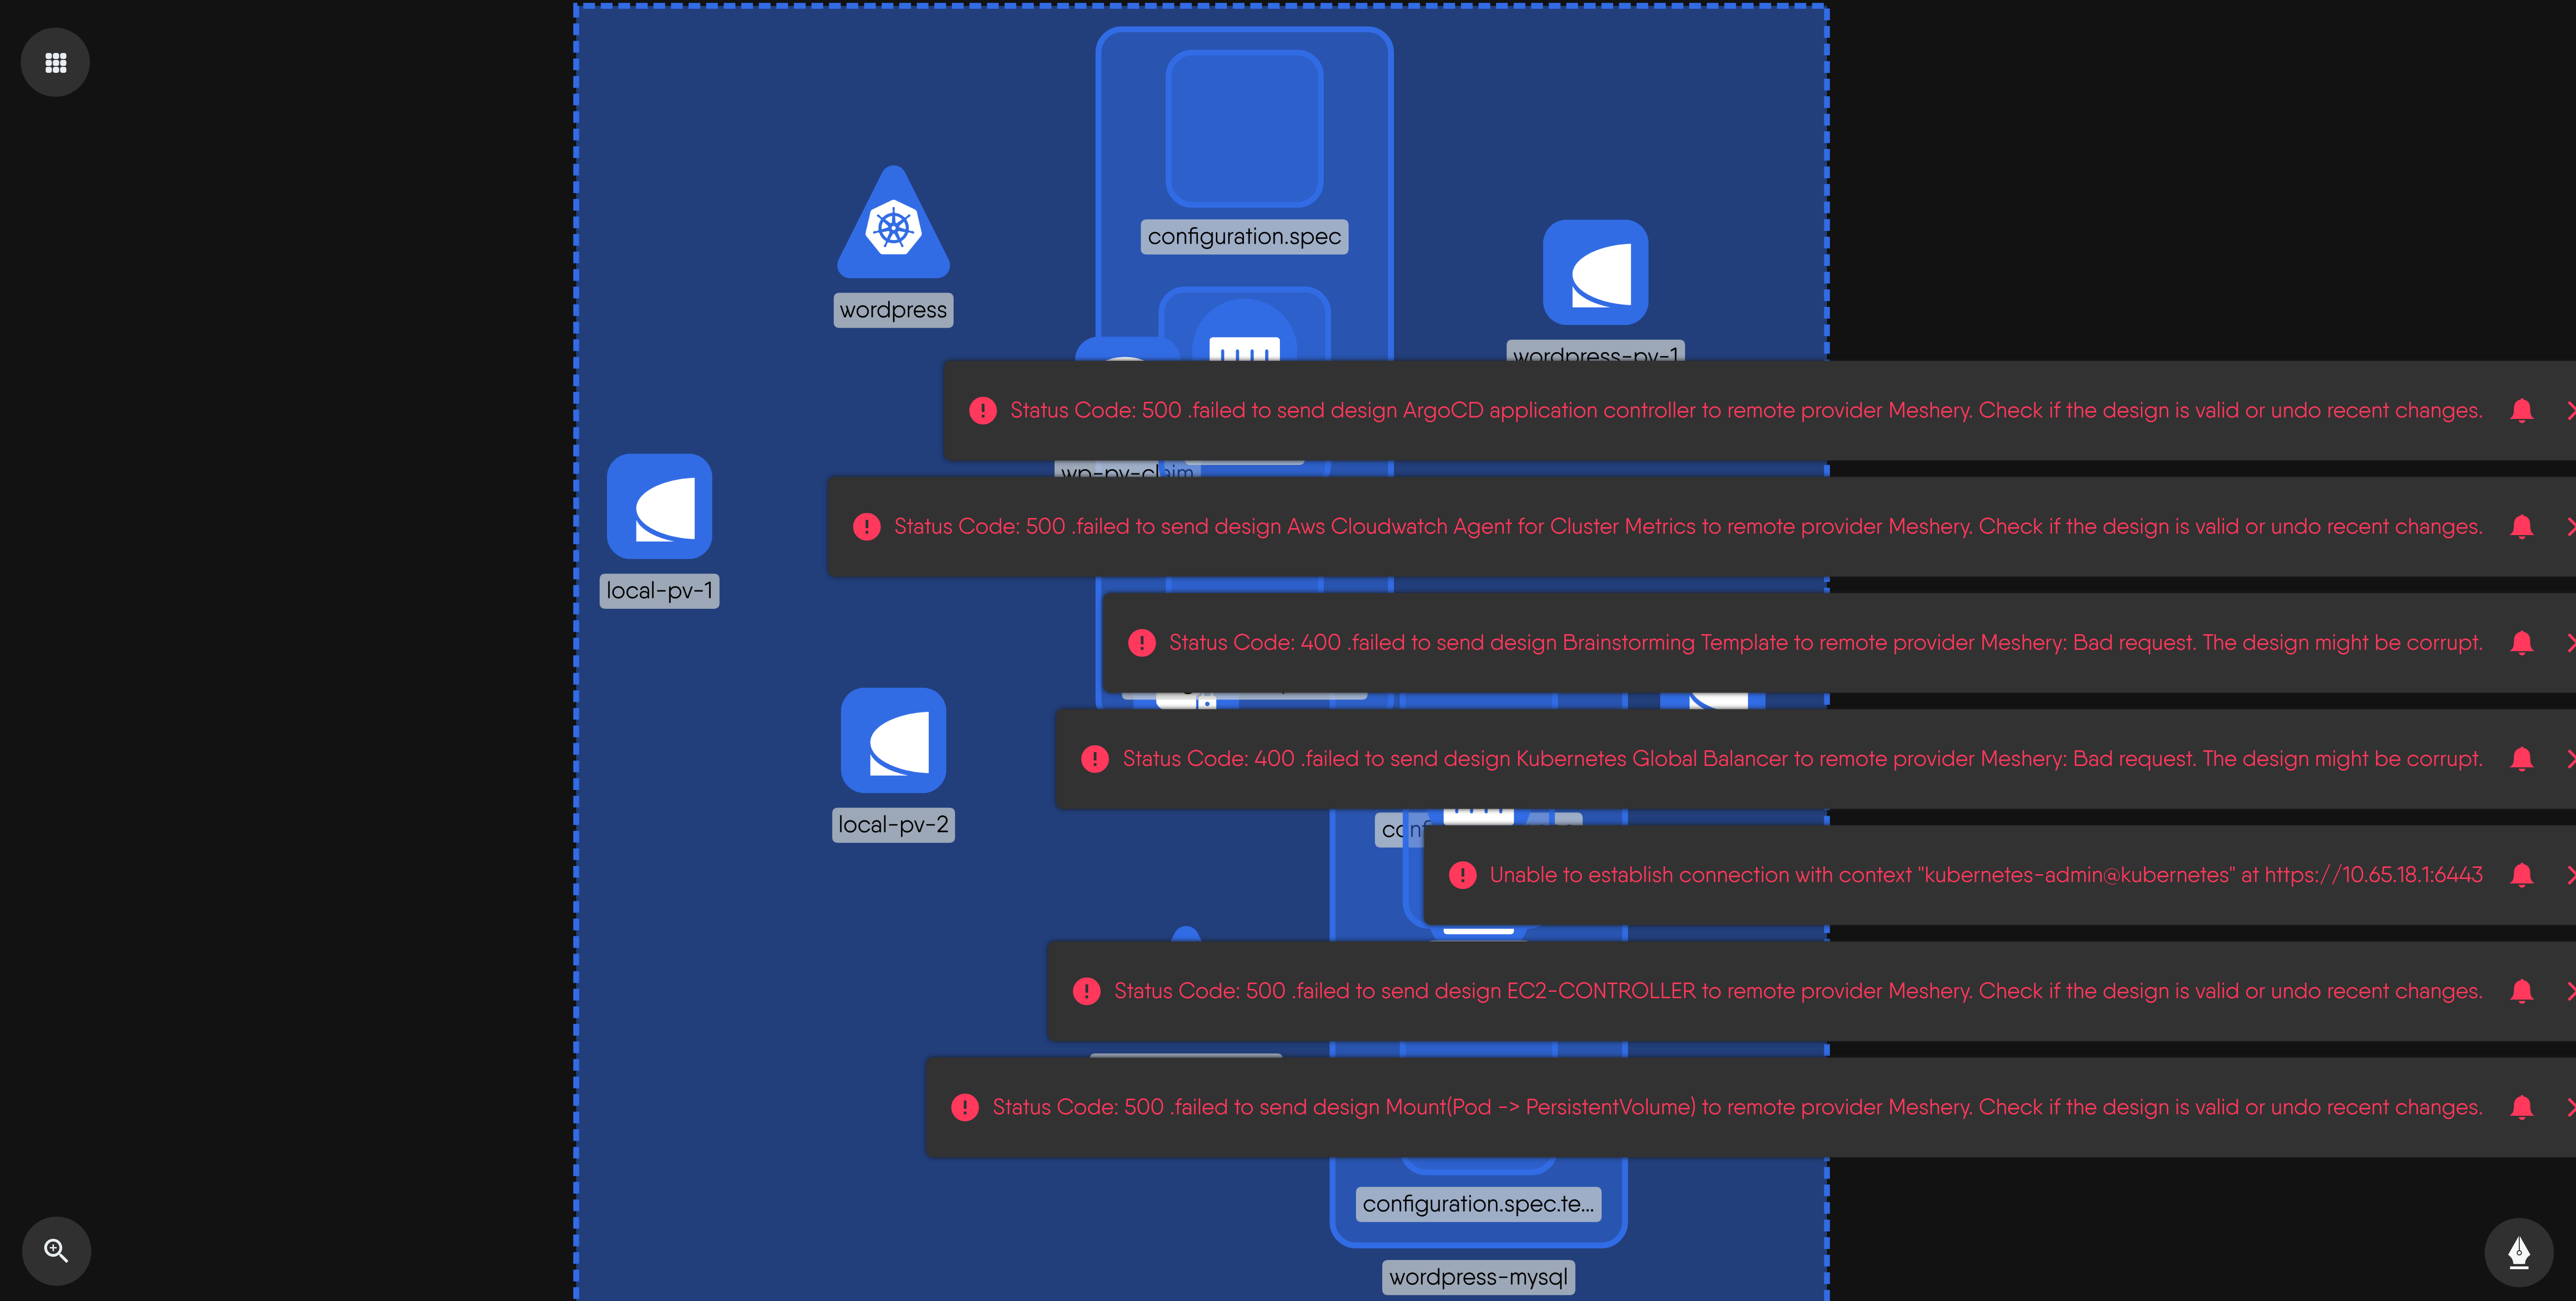 configuration.spec
wordpress
wordpress-pv-1
Status Code: 500 .failed to send design ArgoCD application controller to remote provider Meshery. Check if the design is valid or undo recent changes.
wp-pv-claim
Status Code: 500 .failed to send design Aws Cloudwatch Agent for Cluster Metrics to remote provider Meshery. Check if the design is valid or undo recent changes.
local-pv-1
Status Code: 400 .failed to send design Brainstorming Template to remote provider Meshery: Bad request. The design might be corrupt.
Status Code: 400 .failed to send design Kubernetes Global Balancer to remote provider Meshery: Bad request. The design might be corrupt.
local-pv-2
Unable to establish connection with context "kubernetes-admin@kubernetes" at https://10.65.18.1:6443
Status Code: 500 .failed to send design EC2-CONTROLLER to remote provider Meshery. Check if the design is valid or undo recent changes.
Status Code: 500 .failed to send design Mount(Pod -> PersistentVolume) to remote provider Meshery. Check if the design is valid or undo recent changes.
configuration.spec.te...
wordpress-mysql